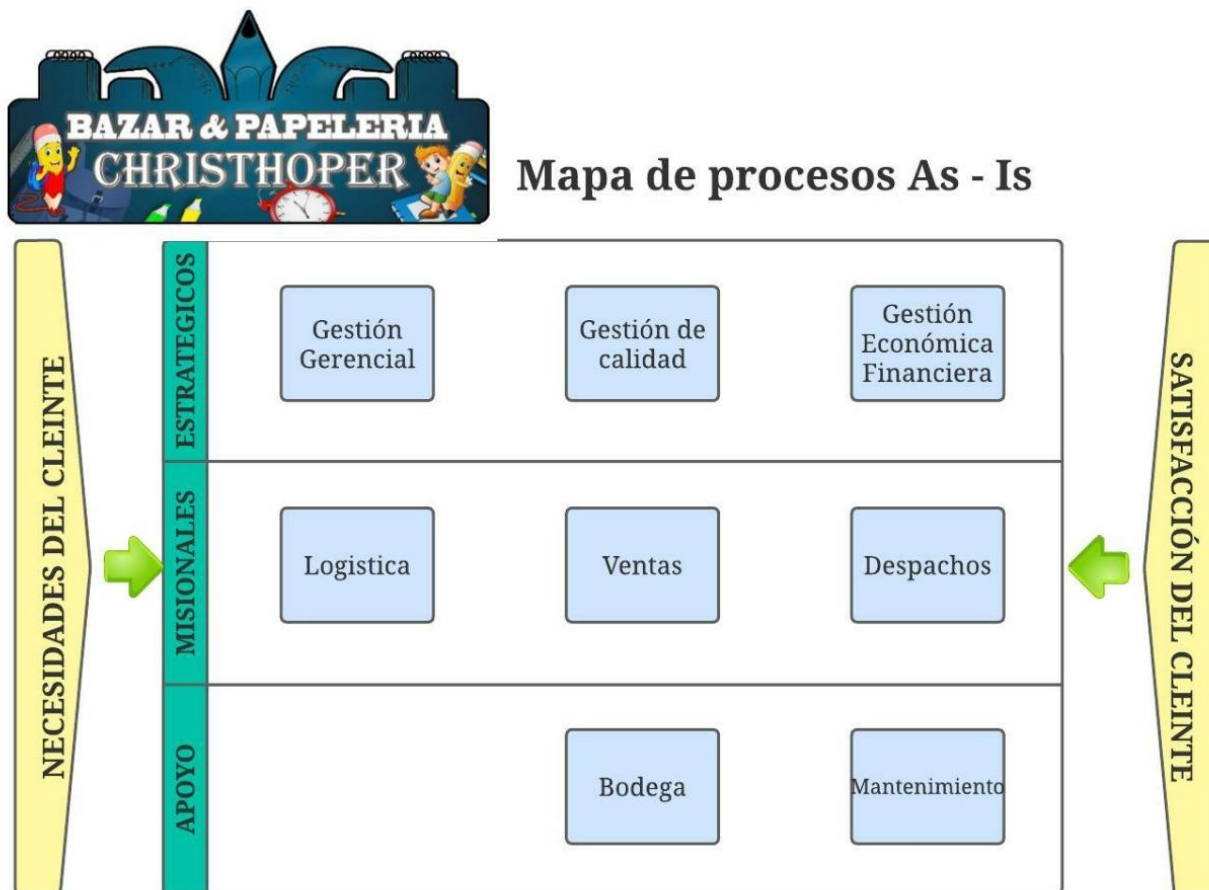 BAZAR & PAPELERIA
CHRISTHOPER
Mapa de procesos As - Is
NECESIDADES DEL CLEINTE
ESTRATEGICOS
Gestión
Gerencial
Gestión de
calidad
Gestión
Económica
Financiera
MISIONALES
Logistica
Ventas
Despachos
APOYO
Bodega
Mantenimiento
SATISFACCIÓN DEL CLEINTE